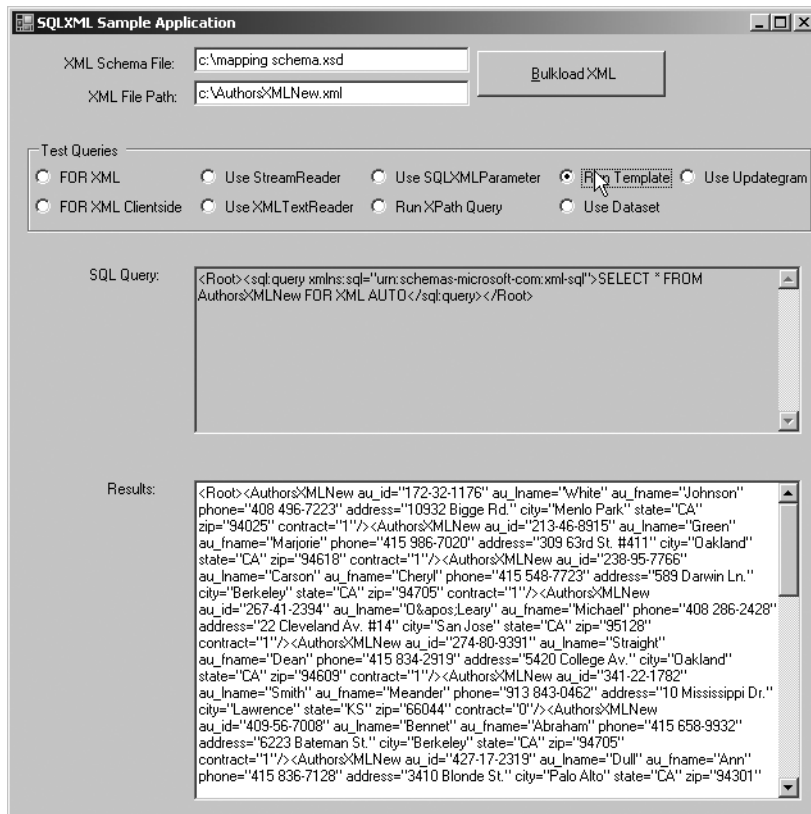 SQLXML Sample Application
XML Schema File: c:\mapping schema.xsd
Bulkload XML
XML File Path: c:\AuthorsXMLNew.xml
Test Queries
FOR XML Use StreamReader Use SQLXMLParameter Run Template Use Updategram
FOR XML Clientside Use XMLTextReader Run XPath Query Use Dataset
SQL Query: <Root><sql:query xmlns:sql="urn:schemas-microsoft-com:xml-sql">SELECT * FROM
AuthorsXMLNew FOR XML AUTO</sql:query></Root>
Results: <Root><AuthorsXMLNew au_id="172-32-1176" au_lname="White" au_fname="Johnson"
phone="408 496-7223" address="10932 Bigge Rd." city="Menlo Park" state="CA"
zip="94025" contract="1"/><AuthorsXMLNew au_id="213-46-8915" au_lname="Green"
au_fname="Marjorie" phone="415 986-7020" address="309 63rd St. #411" city="Oakland"
state="CA" zip="94618" contract="1"/><AuthorsXMLNew au_id="238-95-7766"
au_lname="Carson" au_fname="Cheryl" phone="415 548-7723" address="589 Darwin Ln."
city="Berkeley" state="CA" zip="94705" contract="1"/><AuthorsXMLNew
au_id="267-41-2394" au_lname="O&apos;Leary" au_fname="Michael" phone="408 286-2428"
address="22 Cleveland Av. #14" city="San Jose" state="CA" zip="95128"
contract="1"/><AuthorsXMLNew au_id="274-80-9391" au_lname="Straight"
au_fname="Dean" phone="415 834-2919" address="5420 College Av." city="Oakland"
state="CA" zip="94609" contract="1"/><AuthorsXMLNew au_id="341-22-1782"
au_lname="Smith" au_fname="Meander" phone="913 843-0462" address="10 Mississippi Dr."
city="Lawrence" state="KS" zip="66044" contract="0"/><AuthorsXMLNew
au_id="409-56-7008" au_lname="Bennet" au_fname="Abraham" phone="415 658-9932"
address="6223 Bateman St." city="Berkeley" state="CA" zip="94705"
contract="1"/><AuthorsXMLNew au_id="427-17-2319" au_lname="Dull" au_fname="Ann"
phone="415 836-7128" address="3410 Blonde St." city="Palo Alto" state="CA" zip="94301"